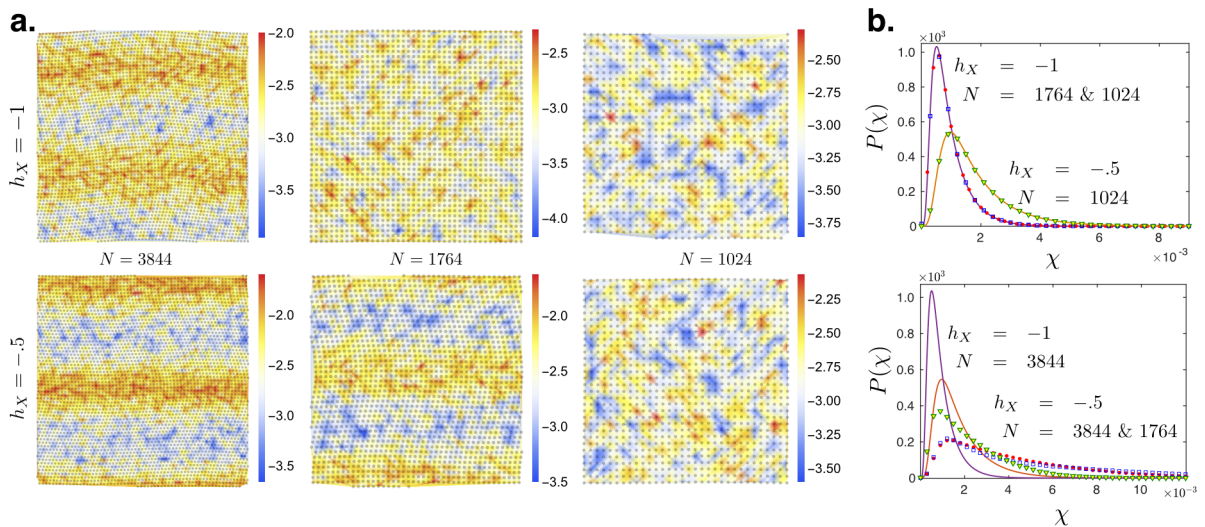 a.
h_X = −1
−2.0
−2.5
−3.0
−3.5
−2.5
−3.0
−3.5
−4.0
−2.50
−2.75
−3.00
−3.25
−3.50
−3.75
N = 3844
N = 1764
N = 1024
h_X = −.5
−2.0
−2.5
−3.0
−3.5
−2.0
−2.5
−3.0
−3.5
−2.25
−2.50
−2.75
−3.00
−3.25
−3.50
b.
×10⁻³
1.0
0.8
0.6
0.4
0.2
0
P(χ)
h_X = −1
N = 1764 & 1024
h_X = −.5
N = 1024
2 4 6 8
χ
×10⁻³
×10⁻³
1.0
0.8
0.6
0.4
0.2
0
P(χ)
h_X = −1
N = 3844
h_X = −.5
N = 3844 & 1764
2 4 6 8 10
χ
×10⁻³